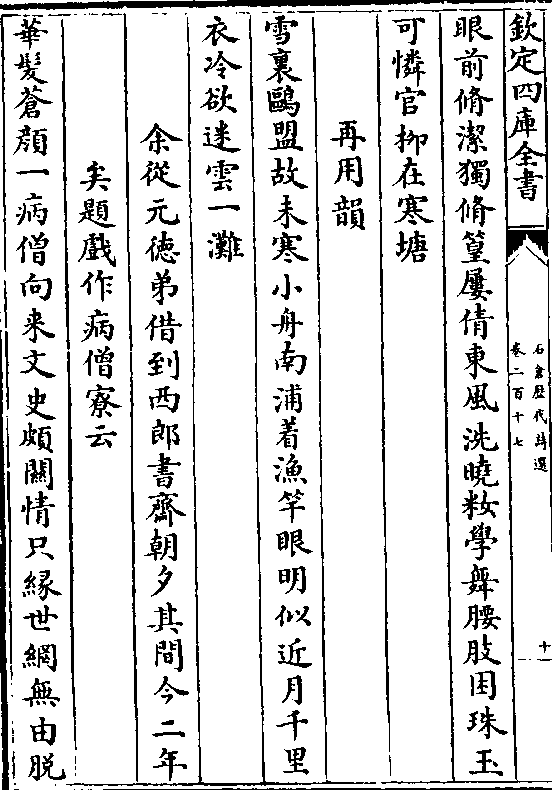 欽定四庫全書
石倉歴代詩選
卷二百十七
十
眼前脩潔獨脩篁屢倩東風洗曉粧學舞腰肢困珠玉
可憐官抑在寒塘
再用韻
雪裏鷗盟故未寒小舟南浦着漁竿眼明似近月千里
衣冷欲迷雲一灘
余從元徳弟借到西郎書齋朝夕其間今二年
矣題戲作病僧寮云
華髮蒼顔一病僧向来文史頗關情只緣世網無由脱